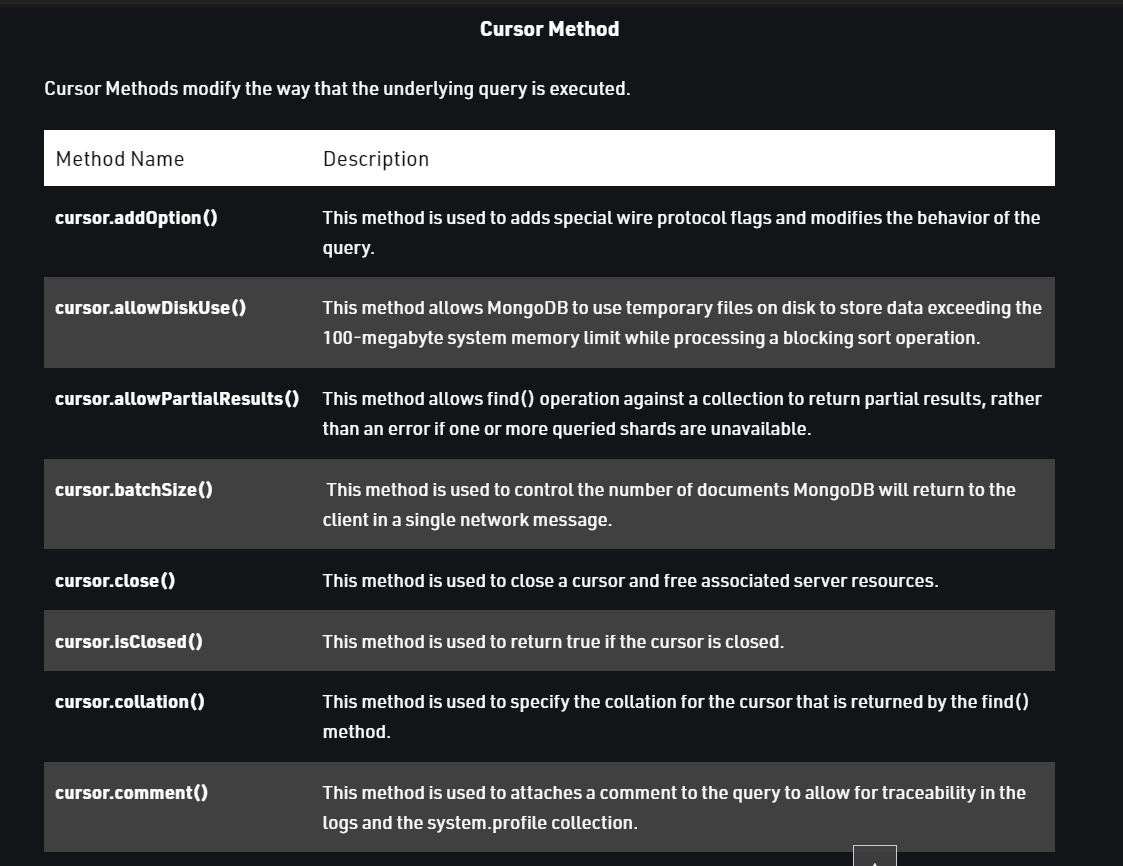 Cursor Method
Cursor Methods modify the way that the underlying query is executed.
Method Name Description
cursor.addOption() This method is used to adds special wire protocol flags and modifies the behavior of the
query.
cursor.allowDiskUse() This method allows MongoDB to use temporary files on disk to store data exceeding the
100-megabyte system memory limit while processing a blocking sort operation.
cursor.allowPartialResults() This method allows find() operation against a collection to return partial results, rather
than an error if one or more queried shards are unavailable.
cursor.batchSize() This method is used to control the number of documents MongoDB will return to the
client in a single network message.
cursor.close() This method is used to close a cursor and free associated server resources.
cursor.isClosed() This method is used to return true if the cursor is closed.
cursor.collation() This method is used to specify the collation for the cursor that is returned by the find()
method.
cursor.comment() This method is used to attaches a comment to the query to allow for traceability in the
logs and the system.profile collection.